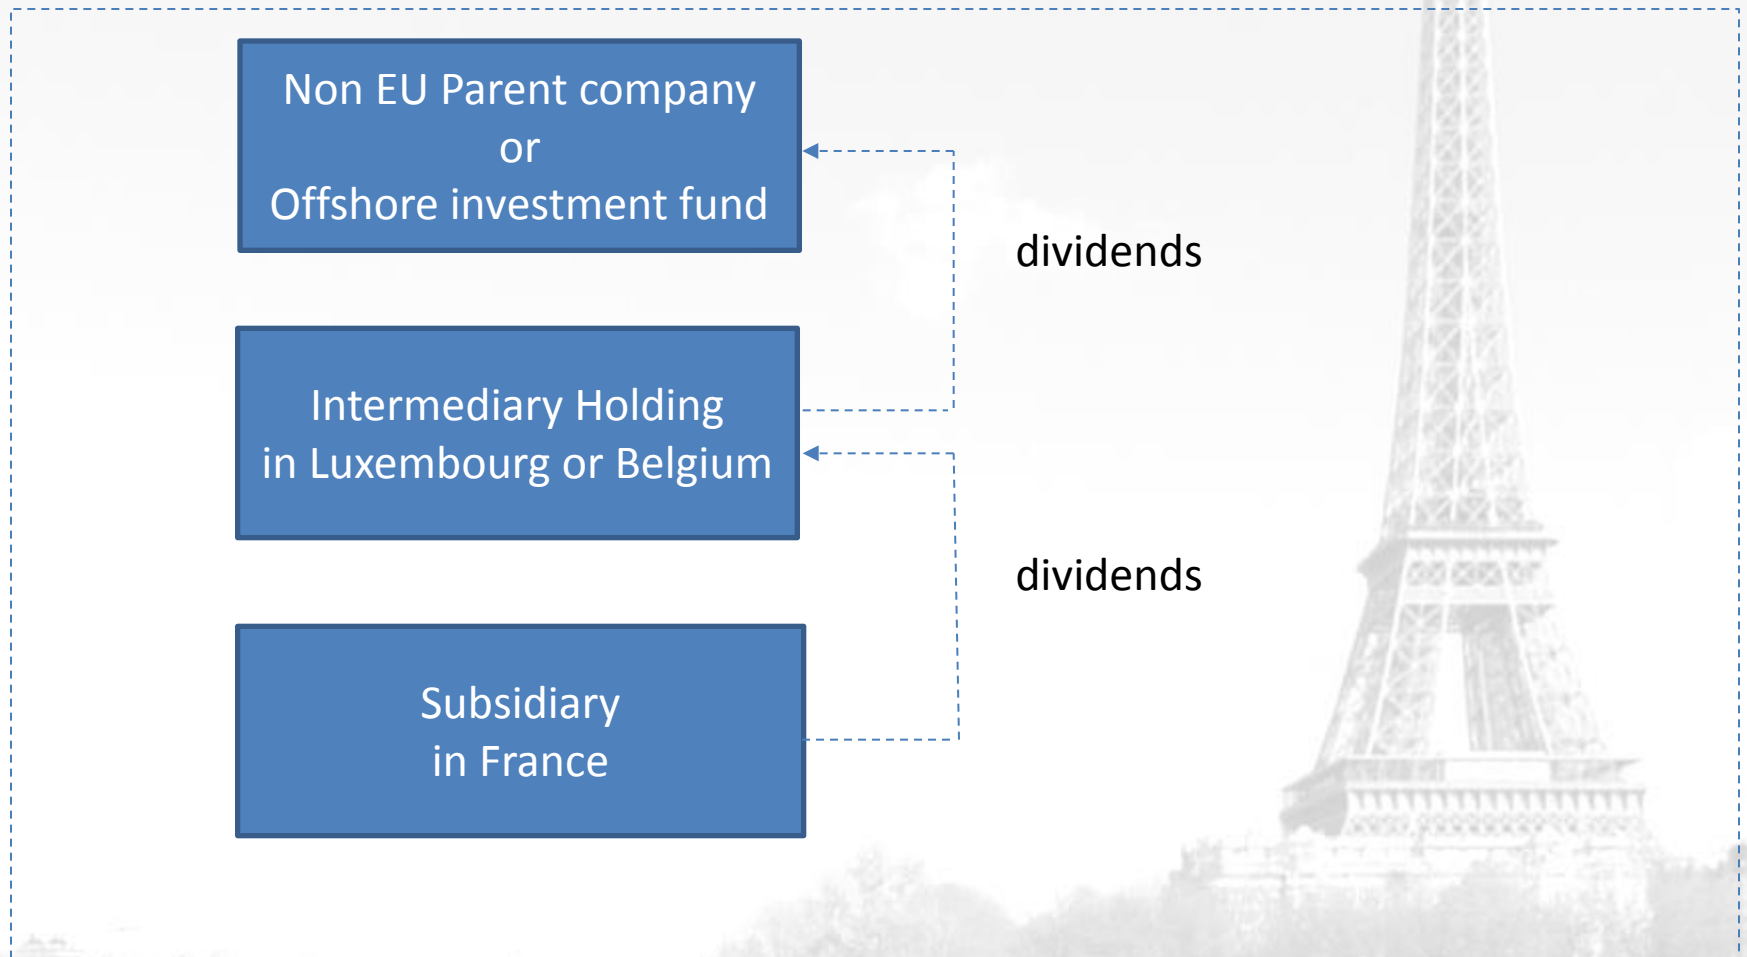 Non EU Parent company
or
Offshore investment fund
dividends
Intermediary Holding
in Luxembourg or Belgium
dividends
Subsidiary
in France